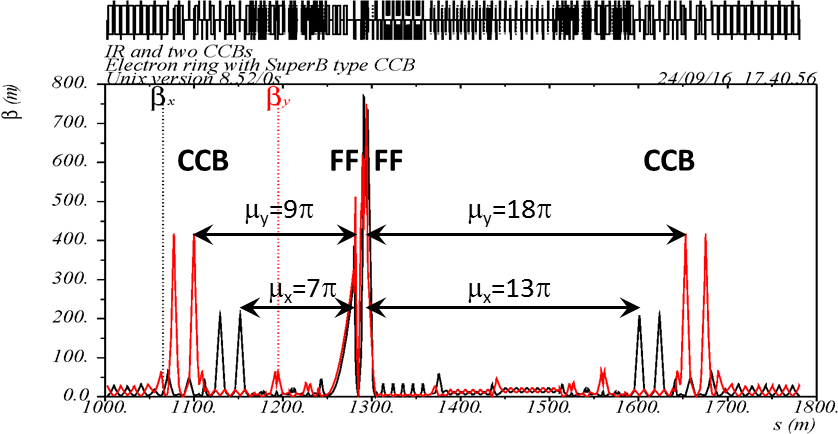 IR and two CCBs
Electron ring with SuperB type CCB
Unix version 8.52/0s 24/09/16 17.40.56
β (m)
800.
700.
600.
500.
400.
300.
200.
100.
0.0
βx βy
CCB FF FF CCB
μy=9π μy=18π
μx=7π μx=13π
1000. 1100. 1200. 1300. 1400. 1500. 1600. 1700. 1800.
s (m)